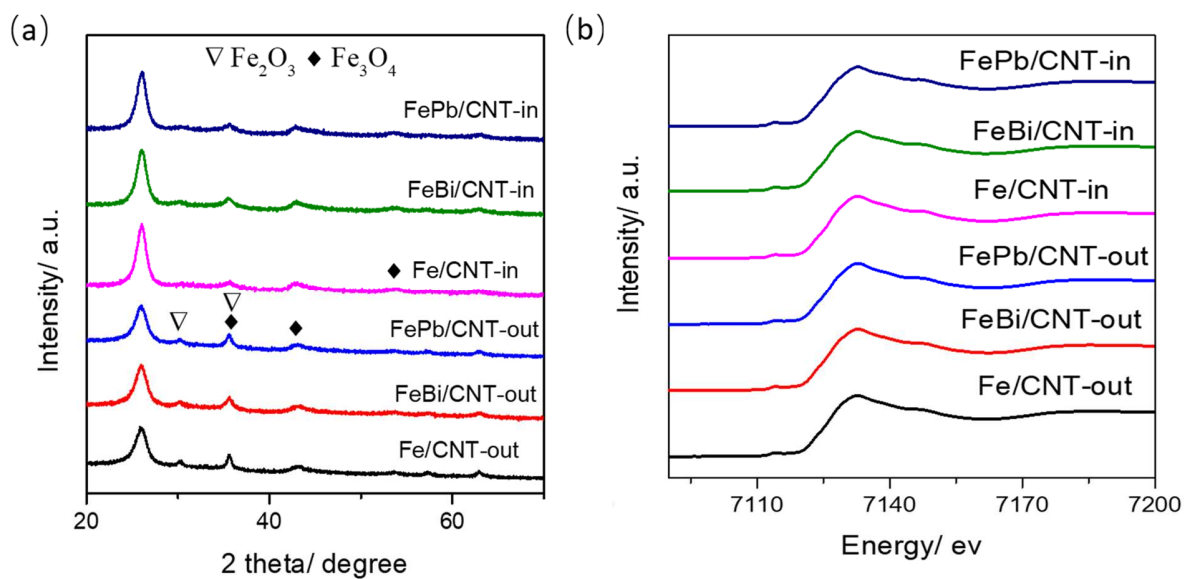 (a)
▽ Fe₂O₃ ◆ Fe₃O₄
FePb/CNT-in
FeBi/CNT-in
◆ Fe/CNT-in
FePb/CNT-out
FeBi/CNT-out
Fe/CNT-out
Intensity/ a.u.
20 40 60
2 theta/ degree
(b)
FePb/CNT-in
FeBi/CNT-in
Fe/CNT-in
FePb/CNT-out
FeBi/CNT-out
Fe/CNT-out
Intensity/ a.u.
7110 7140 7170 7200
Energy/ ev